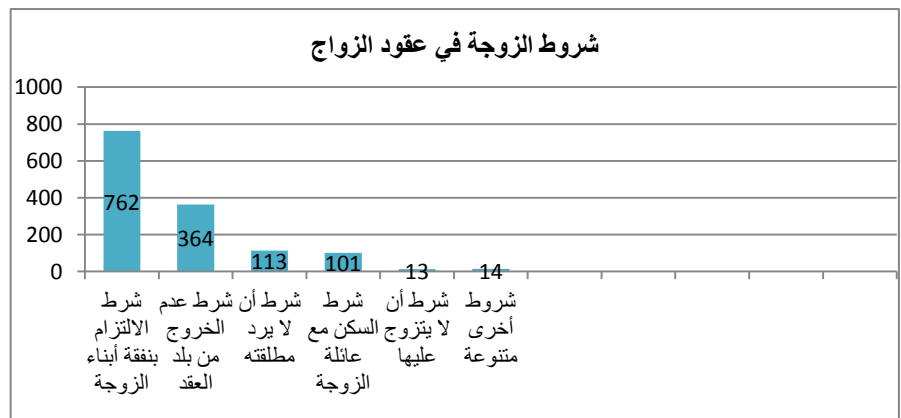 شروط الزوجة في عقود الزواج
1000
800
600
400
200
0
762
364
113
101
13
14
شرط
الالتزام
بنفقة أبناء
الزوجة
شرط عدم
الخروج
من بلد
العقد
شرط أن
لا يرد
مطلقته
شرط
السكن مع
عائلة
الزوجة
شرط أن
لا يتزوج
عليها
شروط
أخرى
متنوعة